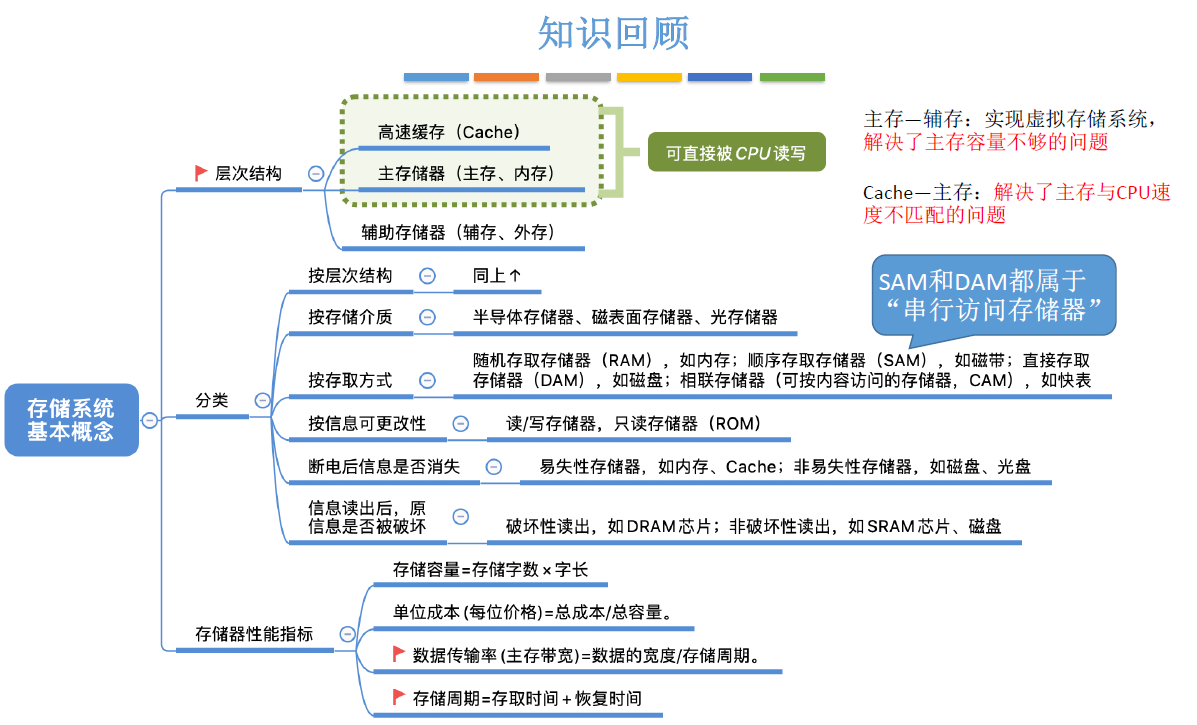 知识回顾
高速缓存（Cache）
主存储器（主存、内存）
辅助存储器（辅存、外存）
层次结构
可直接被CPU读写
主存—辅存：实现虚拟存储系统，
解决了主存容量不够的问题
Cache—主存：解决了主存与CPU速
度不匹配的问题
SAM和DAM都属于
“串行访问存储器”
存储系统
基本概念
分类
按层次结构
同上↑
按存储介质
半导体存储器、磁表面存储器、光存储器
按存取方式
随机存取存储器（RAM），如内存；顺序存取存储器（SAM），如磁带；直接存取
存储器（DAM），如磁盘；相联存储器（可按内容访问的存储器，CAM），如快表
按信息可更改性
读/写存储器，只读存储器（ROM）
断电后信息是否消失
易失性存储器，如内存、Cache；非易失性存储器，如磁盘、光盘
信息读出后，原
信息是否被破坏
破坏性读出，如DRAM芯片；非破坏性读出，如SRAM芯片、磁盘
存储器性能指标
存储容量=存储字数×字长
单位成本(每位价格)=总成本/总容量。
数据传输率(主存带宽)=数据的宽度/存储周期。
存储周期=存取时间+恢复时间